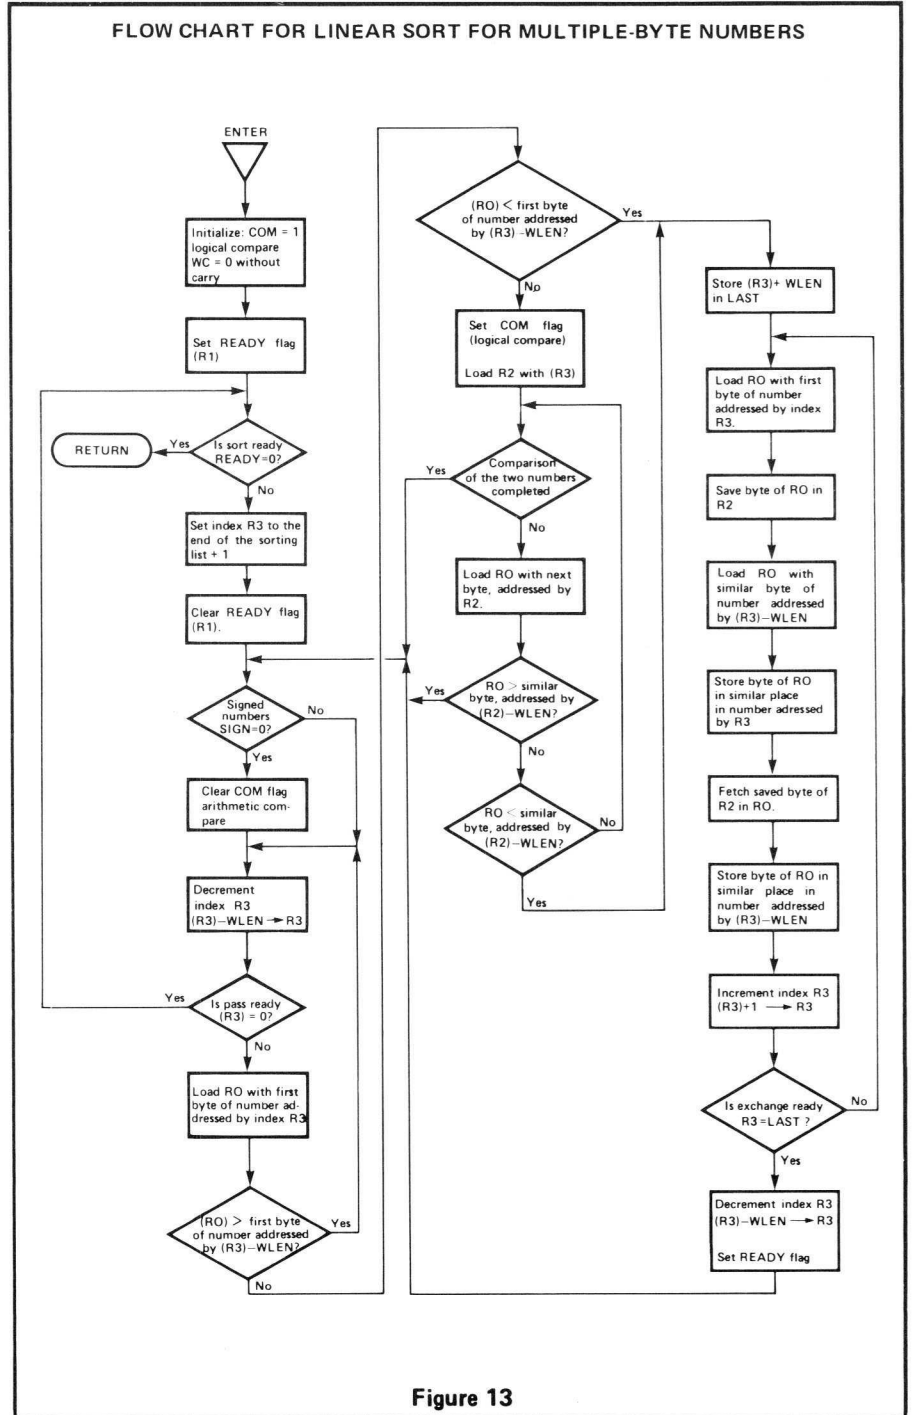 FLOW CHART FOR LINEAR SORT FOR MULTIPLE-BYTE NUMBERS
ENTER
Initialize: COM = 1
logical compare
WC = 0 without
carry
Set READY flag
(R1)
Is sort ready
READY=0?
Yes
RETURN
No
Set index R3 to the
end of the sorting
list + 1
Clear READY flag
(R1).
Signed
numbers
SIGN=0?
No
Yes
Clear COM flag
arithmetic com-
pare
Decrement
index R3
(R3)-WLEN → R3
Is pass ready
(R3) = 0?
Yes
No
Load RO with first
byte of number ad-
dressed by index R3
(RO) > first byte
of number addressed
by (R3)-WLEN?
Yes
No
(RO) < first byte
of number addressed
by (R3)-WLEN?
Yes
No
Set COM flag
(logical compare)
Load R2 with (R3)
Comparison
of the two numbers
completed
Yes
No
Load RO with next
byte, addressed by
R2.
RO > similar
byte, addressed by
(R2)-WLEN?
Yes
No
RO < similar
byte, addressed by
(R2)-WLEN?
No
Yes
Store (R3)+ WLEN
in LAST
Load RO with first
byte of number
addressed by index
R3.
Save byte of RO in
R2
Load RO with
similar byte of
number addressed
by (R3)-WLEN
Store byte of RO
in similar place
in number adressed
by R3
Fetch saved byte of
R2 in RO.
Store byte of RO in
similar place in
number addressed
by (R3)-WLEN
Increment index R3
(R3)+1 → R3
Is exchange ready
R3=LAST ?
No
Yes
Decrement index R3
(R3)-WLEN → R3
Set READY flag
Figure 13